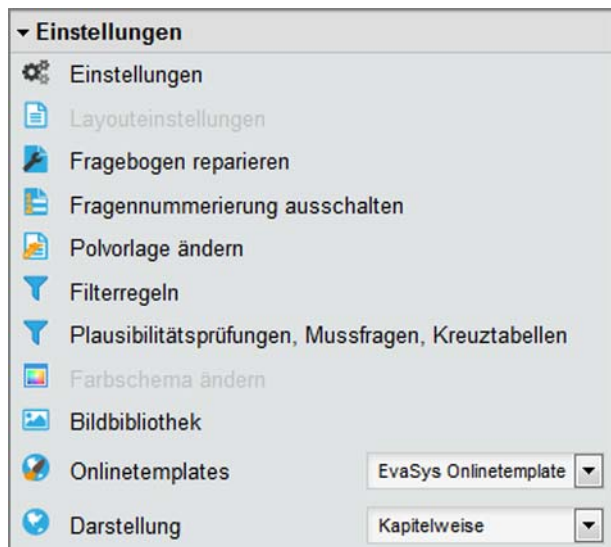 Einstellungen
Einstellungen
Layouteinstellungen
Fragebogen reparieren
Fragennummerierung ausschalten
Polvorlage ändern
Filterregeln
Plausibilitätsprüfungen, Mussfragen, Kreuztabellen
Farbschema ändern
Bildbibliothek
Onlinetemplates EvaSys Onlinetemplate
Darstellung Kapitelweise